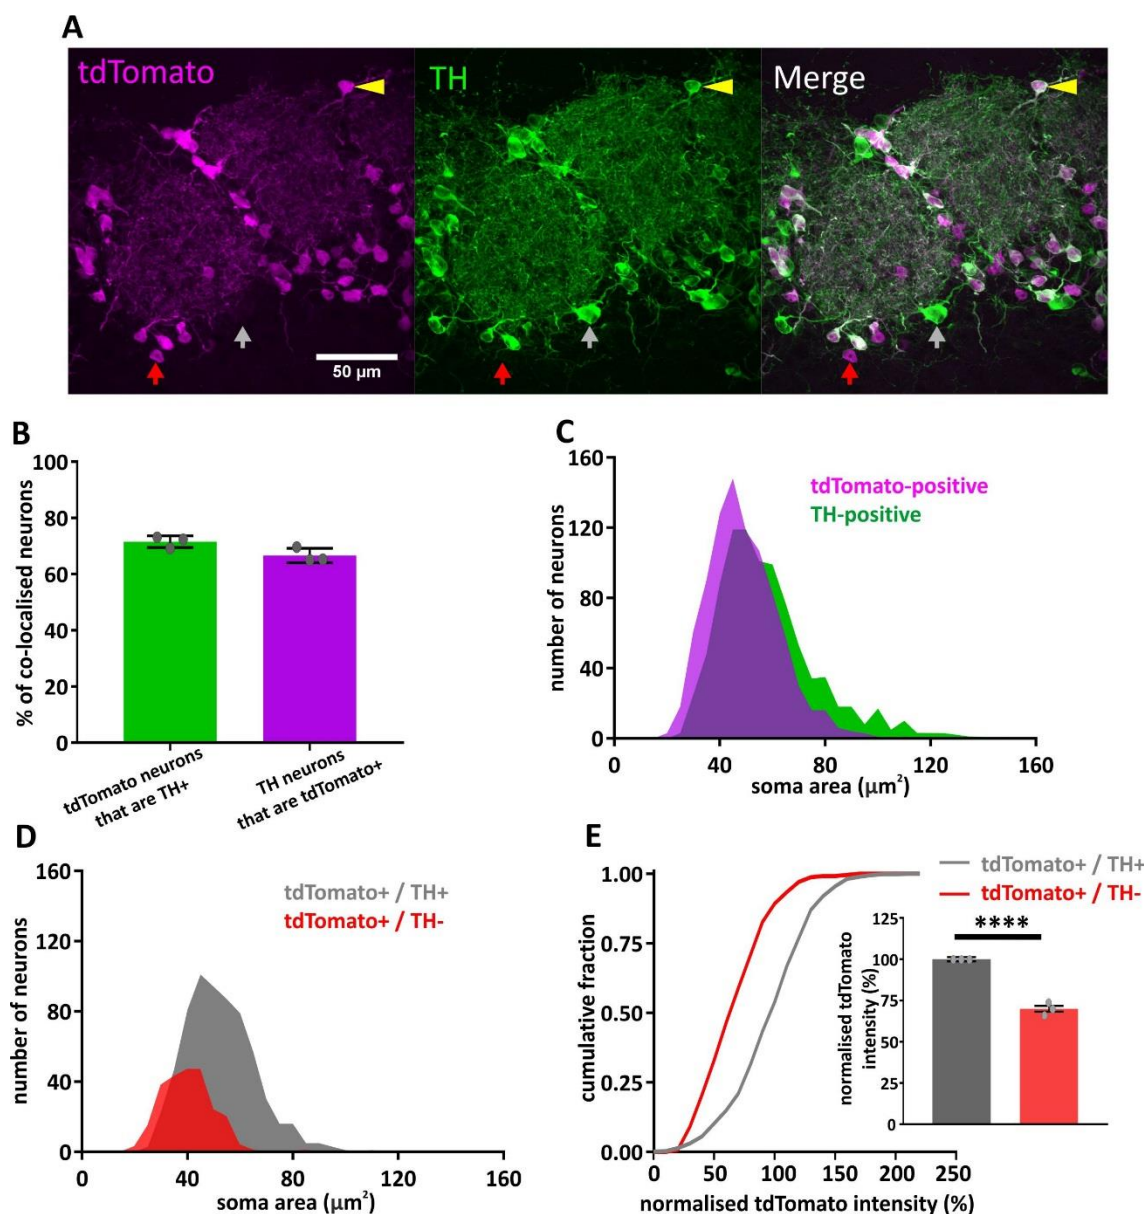 A
tdTomato
TH
Merge
50 µm
B
% of co-localised neurons
100
80
60
40
20
0
tdTomato neurons
that are TH+
TH neurons
that are tdTomato+
C
number of neurons
160
120
80
40
0
tdTomato-positive
TH-positive
0 40 80 120 160
soma area (µm²)
D
number of neurons
160
120
80
40
0
tdTomato+ / TH+
tdTomato+ / TH-
0 40 80 120 160
soma area (µm²)
E
cumulative fraction
1.00
0.75
0.50
0.25
0.00
tdTomato+ / TH+
tdTomato+ / TH-
normalised tdTomato
intensity (%)
125
100
75
50
25
0
****
0 50 100 150 200 250
normalised tdTomato intensity (%)